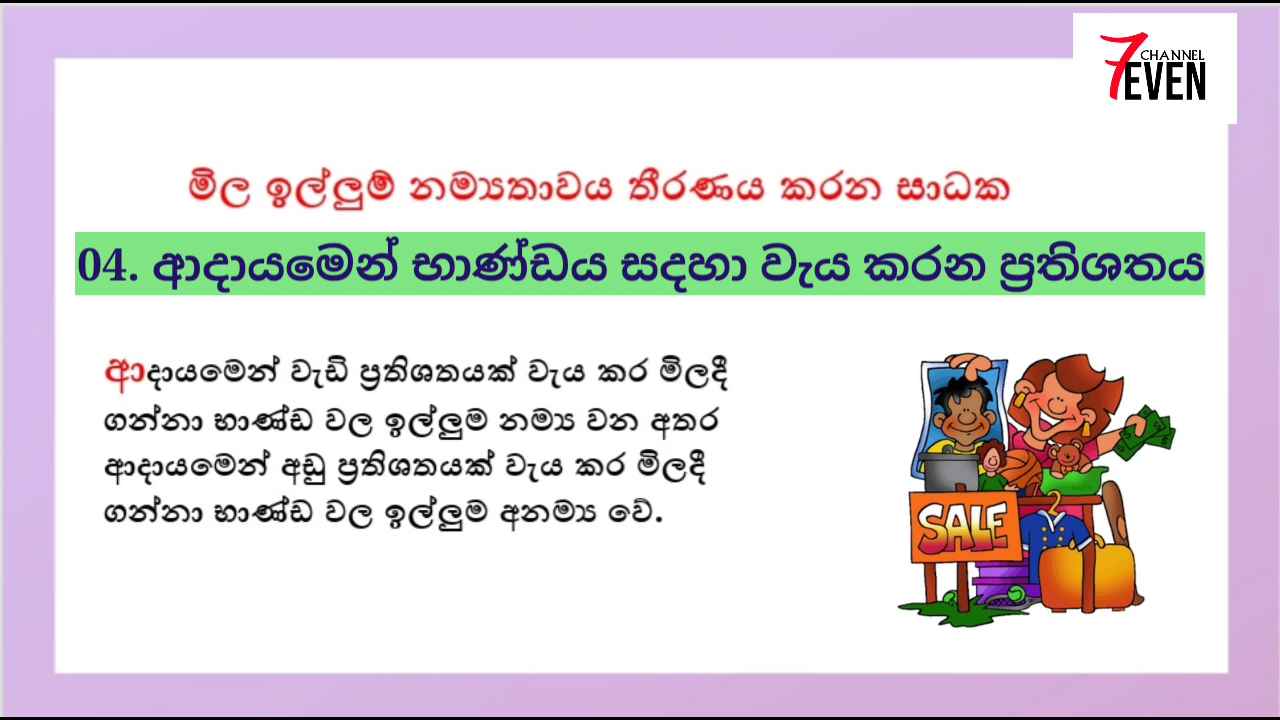 7 CHANNEL
EVEN
මිල ඉල්ලුම් නම්‍යතාවය තීරණය කරන සාධක
04. ආදායමෙන් භාණ්ඩය සදහා වැය කරන ප්‍රතිශතය
ආදායමෙන් වැඩි ප්‍රතිශතයක් වැය කර මිලදී
ගන්නා භාණ්ඩ වල ඉල්ලුම නම්‍ය වන අතර
ආදායමෙන් අඩු ප්‍රතිශතයක් වැය කර මිලදී
ගන්නා භාණ්ඩ වල ඉල්ලුම අනම්‍ය වේ.
SALE